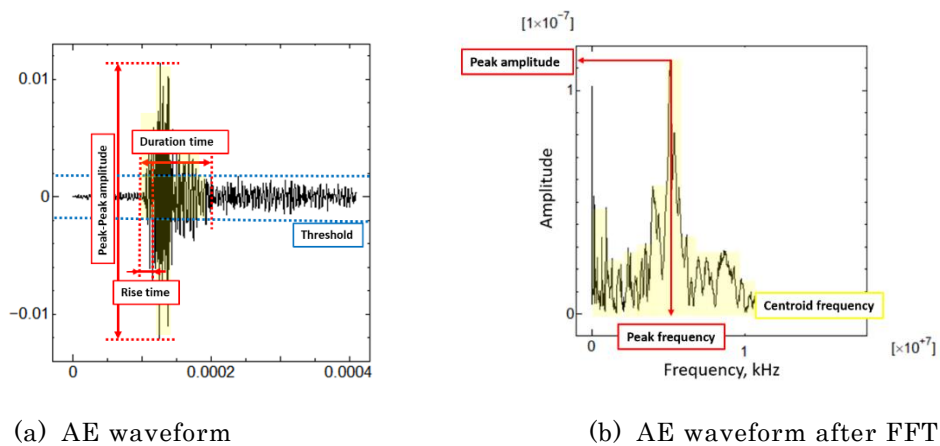 0.01
0
−0.01
0
0.0002
0.0004
Peak-Peak amplitude
Duration time
Threshold
Rise time
(a) AE waveform
[1×10⁻⁷]
Peak amplitude
1
Amplitude
0
Centroid frequency
Peak frequency
0
1
[×10⁺⁷]
Frequency, kHz
(b) AE waveform after FFT